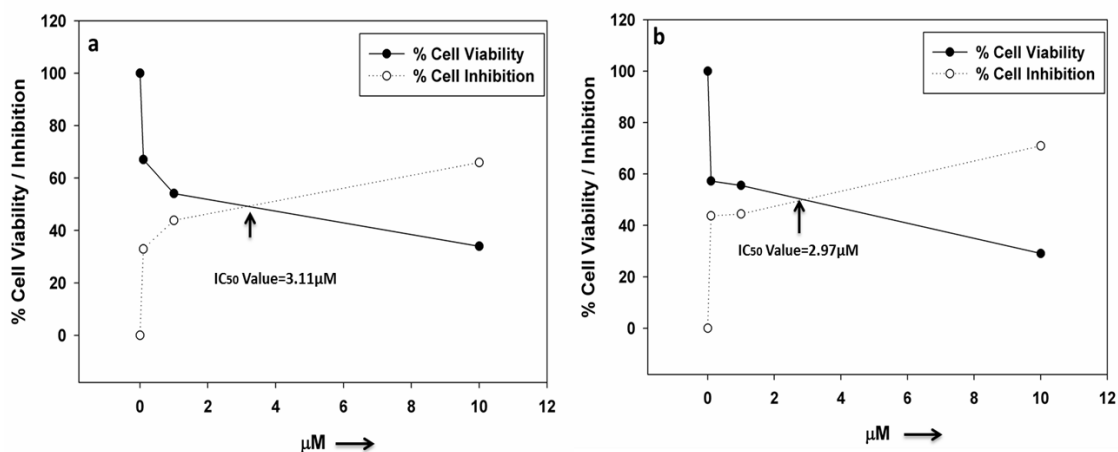 a
% Cell Viability
% Cell Inhibition
% Cell Viability / Inhibition
120
100
80
60
40
20
0
IC50 Value=3.11μM
0 2 4 6 8 10 12
μM
b
% Cell Viability
% Cell Inhibition
% Cell Viability / Inhibition
120
100
80
60
40
20
0
IC50 Value=2.97μM
0 2 4 6 8 10 12
μM